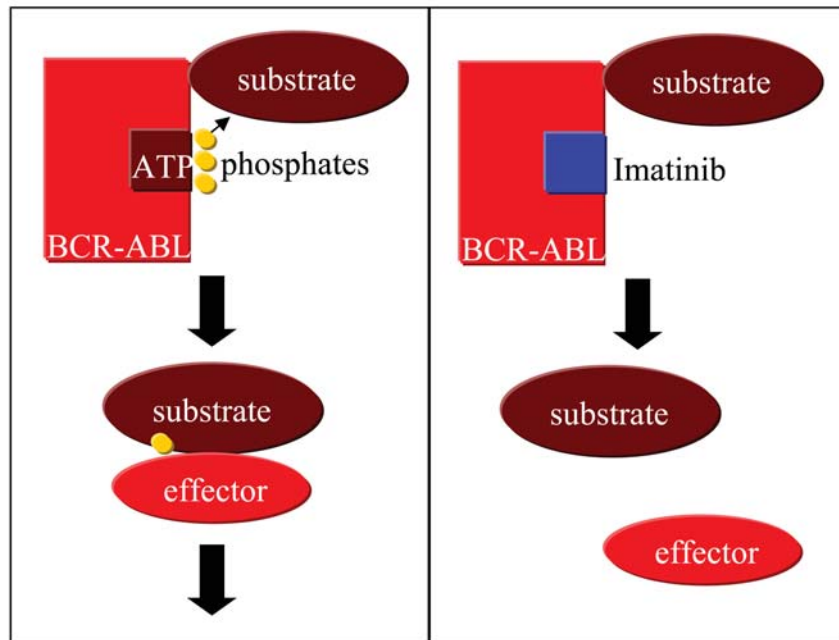 substrate
ATP
phosphates
BCR-ABL
substrate
effector
substrate
Imatinib
BCR-ABL
substrate
effector